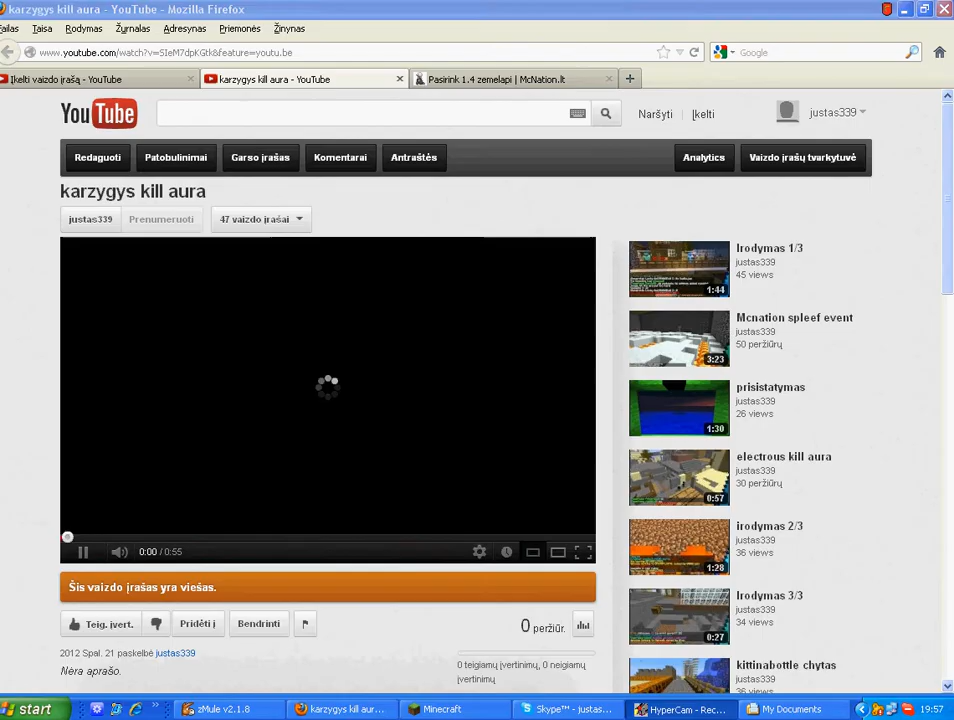 karzygys kill aura - YouTube - Mozilla Firefox
Failas Taisa Rodymas Žurnalas Adresynas Priemonės Žinynas
www.youtube.com/watch?v=5IeM7dpKGtk&feature=youtu.be
Google
Įkelti vaizdo įrašą - YouTube
karzygys kill aura - YouTube
Pasirink 1.4 zemelapi | McNation.lt
YouTube
Naršyti
Įkelti
justas339
Redaguoti
Patobulinimai
Garso įrašas
Komentarai
Antraštės
Analytics
Vaizdo įrašų tvarkytuvė
karzygys kill aura
justas339
Prenumeruoti
47 vaizdo įrašai
0:00 / 0:55
Šis vaizdo įrašas yra viešas.
Teig. įvert.
Pridėti į
Bendrinti
0 peržiūr.
2012 Spal. 21 paskelbė justas339
Nėra aprašo.
0 teigiamų įvertinimų, 0 neigiamų
įvertinimų
Irodymas 1/3
justas339
45 views
1:44
Mcnation spleef event
justas339
50 peržiūrų
3:23
prisistatymas
justas339
26 views
1:30
electrous kill aura
justas339
30 peržiūrų
0:57
irodymas 2/3
justas339
36 views
1:28
Irodymas 3/3
justas339
34 views
0:27
kittinabottle chytas
justas339
36 views
start
zMule v2.1.8
karzygys kill aur...
Minecraft
Skype™ - justas...
HyperCam - Rec...
My Documents
19:57